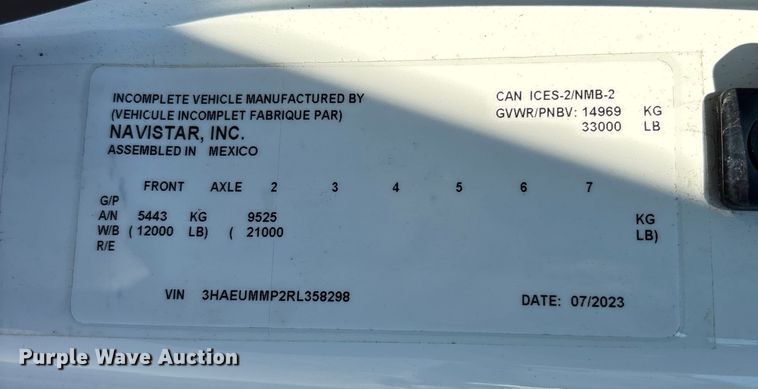 INCOMPLETE VEHICLE MANUFACTURED BY
(VEHICULE INCOMPLET FABRIQUE PAR)
NAVISTAR, INC.
ASSEMBLED IN MEXICO
CAN ICES-2/NMB-2
GVWR/PNBV: 14969 KG
33000 LB
FRONT AXLE 2 3 4 5 6 7
G/P
A/N 5443 KG 9525 KG
W/B ( 12000 LB) ( 21000 LB)
R/E
VIN 3HAEUMMP2RL358298 DATE: 07/2023
Purple Wave Auction